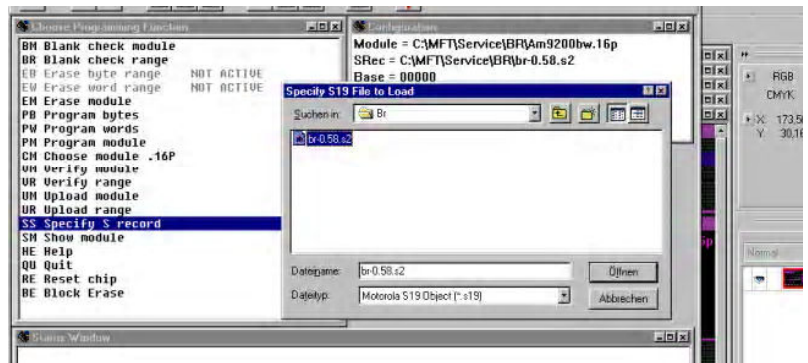 Choose Programming Function
BM Blank check module
BR Blank check range
EB Erase byte range NOT ACTIVE
EW Erase word range NOT ACTIVE
EM Erase module
PB Program bytes
PW Program words
PM Program module
CM Choose module .16P
VM Verify module
VR Verify range
UM Upload module
UR Upload range
SS Specify S record
SM Show module
HE Help
QU Quit
RE Reset chip
BE Block Erase
Configuration
Module = C:\MFT\Service\BR\Am9200bw.16p
SRec = C:\MFT\Service\BR\br-0.58.s2
Base = 00000
Specify S19 File to Load
Suchen in: Br
br-0.58.s2
Dateiname: br-0.58.s2
Öffnen
Dateityp: Motorola S19 Object (*.s19)
Abbrechen
Status Window
RGB
CMYK
X: 173,5
Y: 30,1
Normal